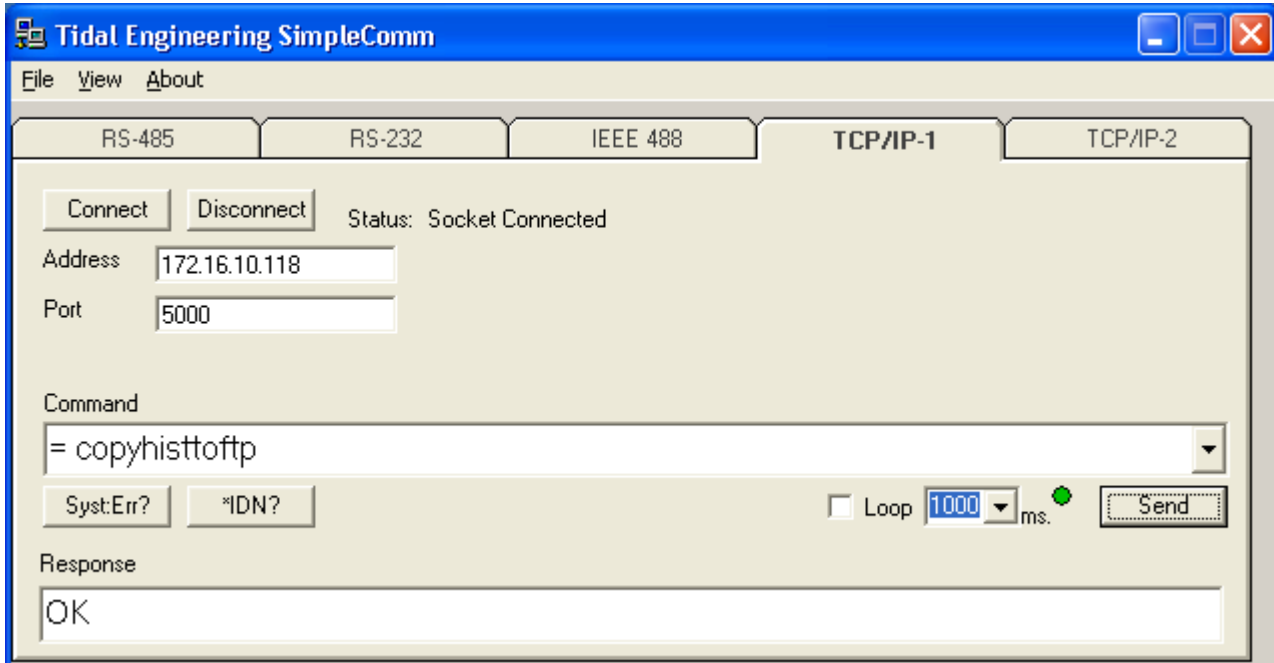 Tidal Engineering SimpleComm
File View About
RS-485 RS-232 IEEE 488 TCP/IP-1 TCP/IP-2
Connect Disconnect Status: Socket Connected
Address 172.16.10.118
Port 5000
Command
= copyhisttoftp
Syst:Err? *IDN? Loop 1000 ms. Send
Response
OK